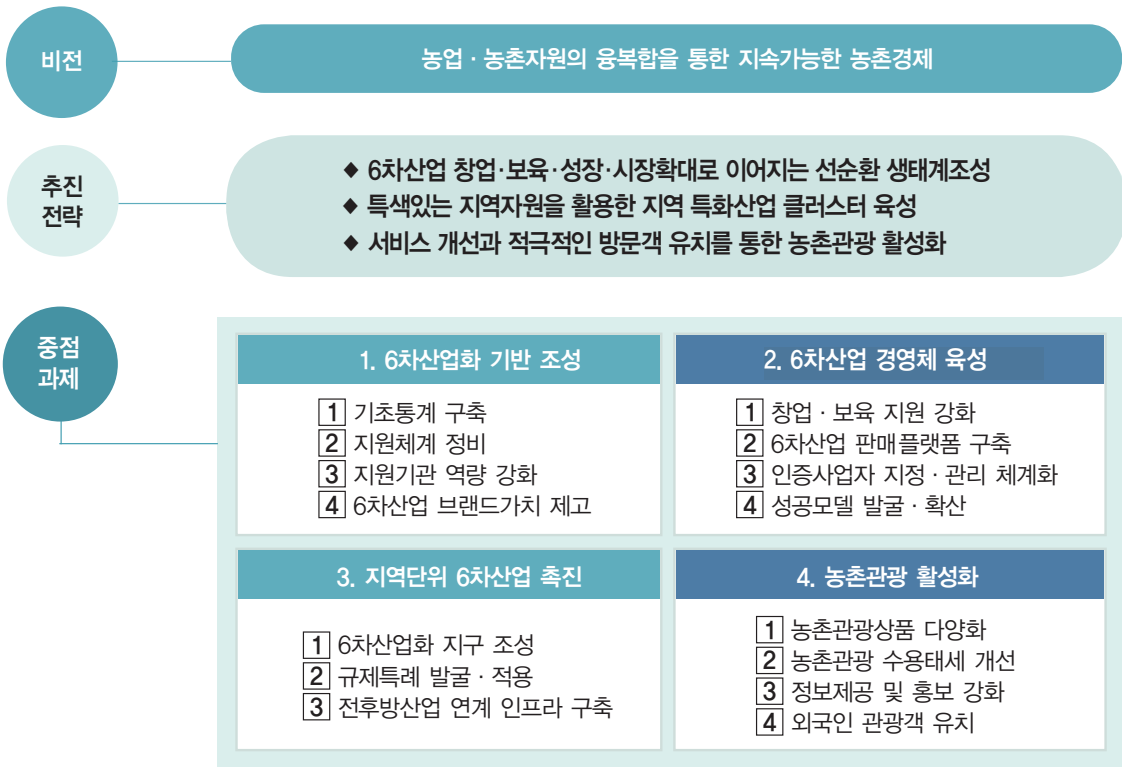 비전
농업 · 농촌자원의 융복합을 통한 지속가능한 농촌경제
추진
전략
◆ 6차산업 창업·보육·성장·시장확대로 이어지는 선순환 생태계조성
◆ 특색있는 지역자원을 활용한 지역 특화산업 클러스터 육성
◆ 서비스 개선과 적극적인 방문객 유치를 통한 농촌관광 활성화
중점
과제
1. 6차산업화 기반 조성
1 기초통계 구축
2 지원체계 정비
3 지원기관 역량 강화
4 6차산업 브랜드가치 제고
2. 6차산업 경영체 육성
1 창업 · 보육 지원 강화
2 6차산업 판매플랫폼 구축
3 인증사업자 지정 · 관리 체계화
4 성공모델 발굴 · 확산
3. 지역단위 6차산업 촉진
1 6차산업화 지구 조성
2 규제특례 발굴 · 적용
3 전후방산업 연계 인프라 구축
4. 농촌관광 활성화
1 농촌관광상품 다양화
2 농촌관광 수용태세 개선
3 정보제공 및 홍보 강화
4 외국인 관광객 유치